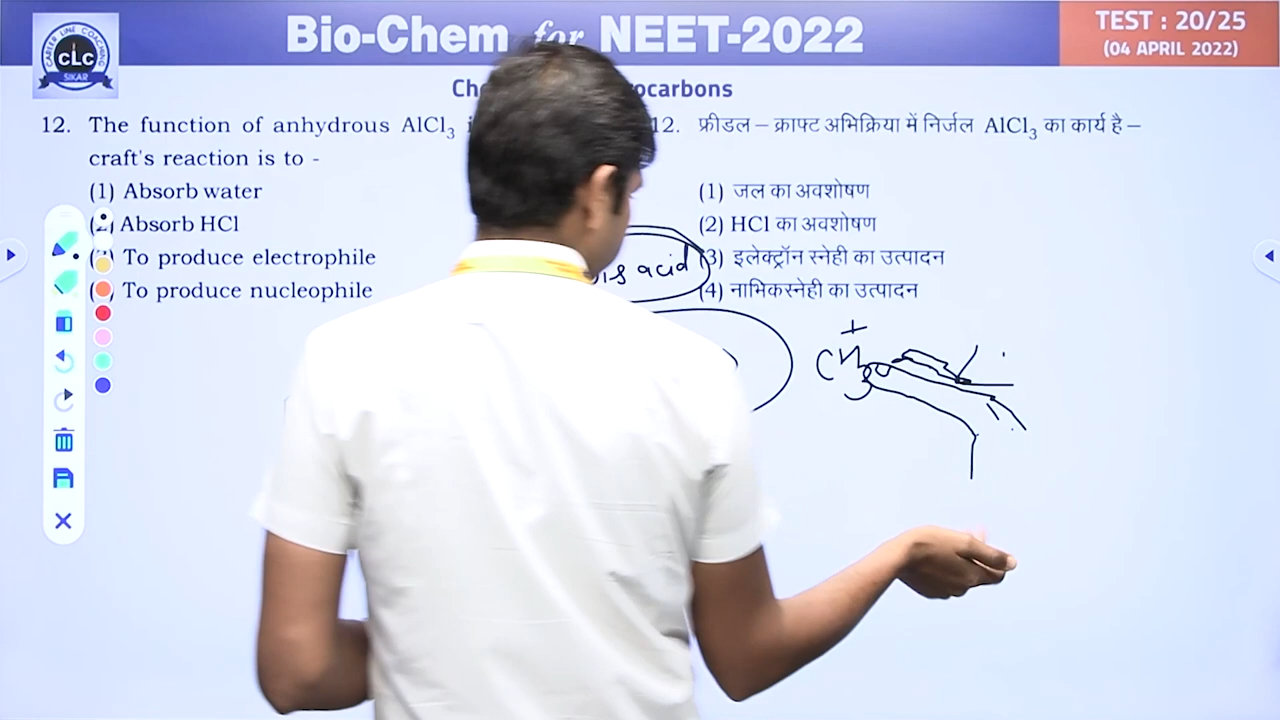 Bio-Chem for NEET-2022
TEST : 20/25
(04 APRIL 2022)
CAREER LINE COACHING
CLC
SIKAR
ocarbons
12. The function of anhydrous AlCl₃
craft's reaction is to -
(1) Absorb water
Absorb HCl
To produce electrophile
To produce nucleophile
12. फ्रीडल – क्राफ्ट अभिक्रिया में निर्जल AlCl₃ का कार्य है –
(1) जल का अवशोषण
(2) HCl का अवशोषण
(3) इलेक्ट्रॉन स्नेही का उत्पादन
(4) नाभिकस्नेही का उत्पादन
acid
+
CH₃